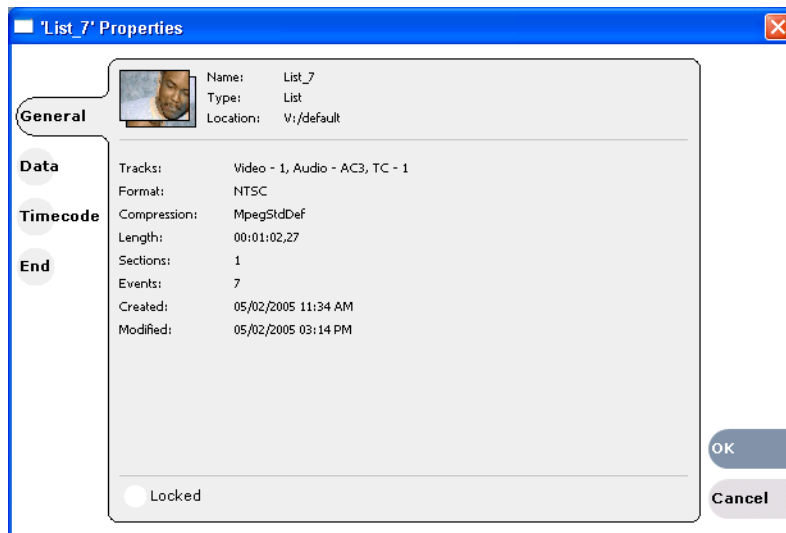 'List_7' Properties
General
Data
Timecode
End
Name: List_7
Type: List
Location: V:/default
Tracks: Video - 1, Audio - AC3, TC - 1
Format: NTSC
Compression: MpegStdDef
Length: 00:01:02,27
Sections: 1
Events: 7
Created: 05/02/2005 11:34 AM
Modified: 05/02/2005 03:14 PM
Locked
OK
Cancel